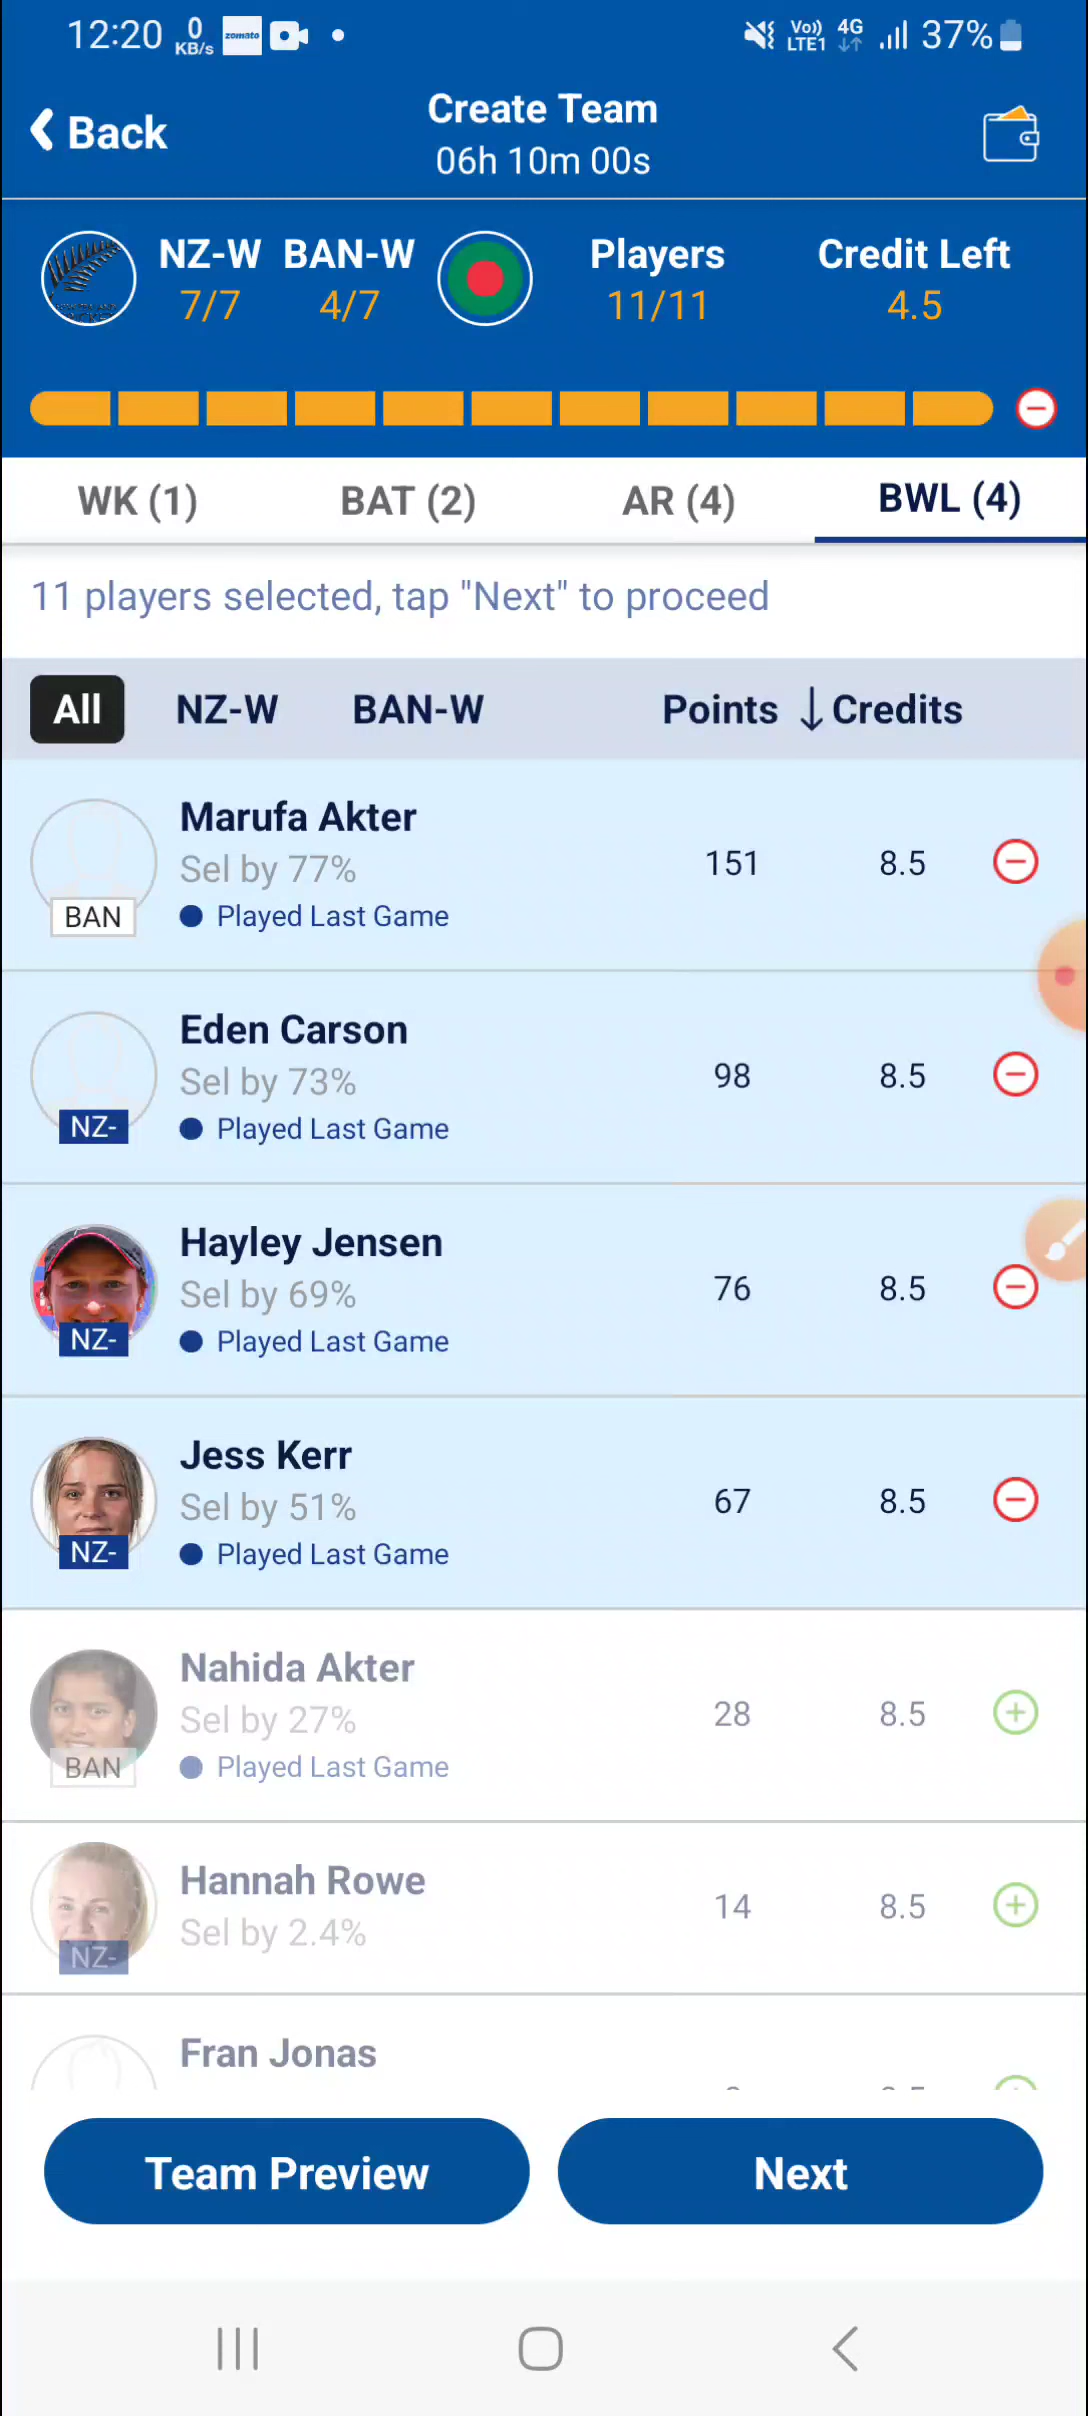 12:20 0 KB/s zomato Vo)) LTE1 4G 37%
Back
Create Team
06h 10m 00s
NZ-W BAN-W Players Credit Left
7/7 4/7 11/11 4.5
WK (1) BAT (2) AR (4) BWL (4)
11 players selected, tap "Next" to proceed
All NZ-W BAN-W Points ↓ Credits
Marufa Akter
Sel by 77% 151 8.5
BAN Played Last Game
Eden Carson
Sel by 73% 98 8.5
NZ- Played Last Game
Hayley Jensen
Sel by 69% 76 8.5
NZ- Played Last Game
Jess Kerr
Sel by 51% 67 8.5
NZ- Played Last Game
Nahida Akter
Sel by 27% 28 8.5
BAN Played Last Game
Hannah Rowe
Sel by 2.4% 14 8.5
NZ-
Fran Jonas
Team Preview Next